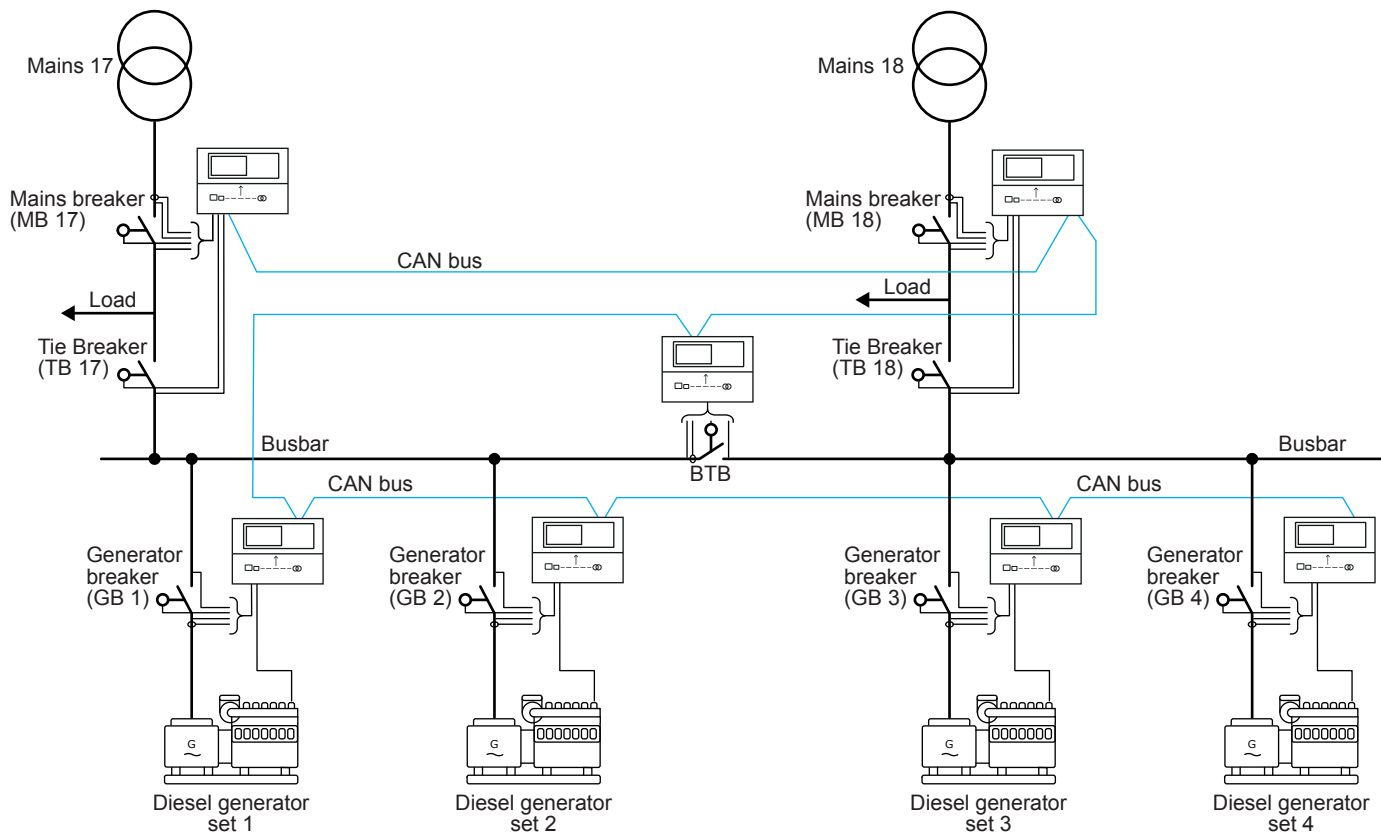 Mains 17
Mains 18
Mains breaker
(MB 17)
Mains breaker
(MB 18)
CAN bus
Load
Load
Tie Breaker
(TB 17)
Tie Breaker
(TB 18)
Busbar
Busbar
BTB
CAN bus
CAN bus
Generator
breaker
(GB 1)
Generator
breaker
(GB 2)
Generator
breaker
(GB 3)
Generator
breaker
(GB 4)
G
G
G
G
Diesel generator
set 1
Diesel generator
set 2
Diesel generator
set 3
Diesel generator
set 4